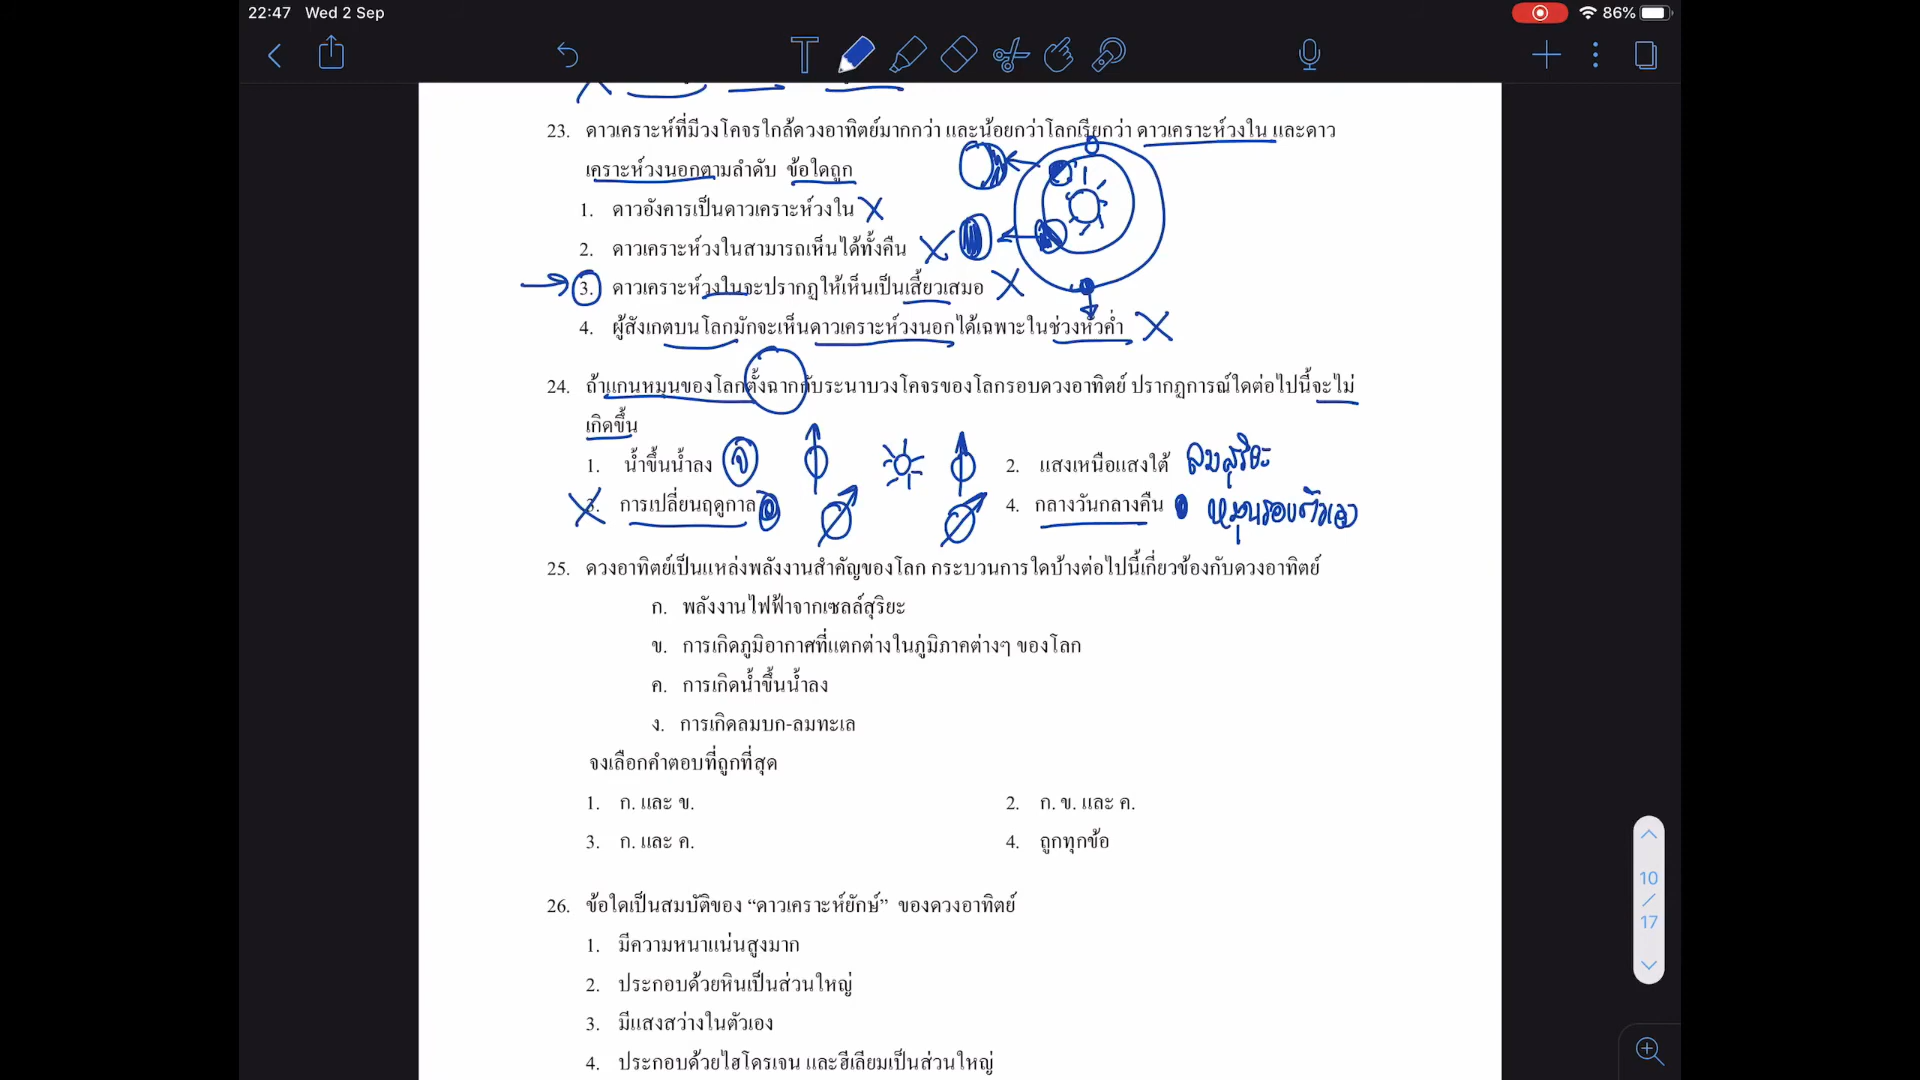 22:47 Wed 2 Sep
86%
23. ดาวเคราะห์ที่มีวงโคจรใกล้ดวงอาทิตย์มากกว่า และน้อยกว่าโลกเรียกว่า ดาวเคราะห์วงใน และดาว
เคราะห์วงนอกตามลำดับ ข้อใดถูก
1. ดาวอังคารเป็นดาวเคราะห์วงใน
2. ดาวเคราะห์วงในสามารถเห็นได้ทั้งคืน
3. ดาวเคราะห์วงในจะปรากฏให้เห็นเป็นเสี้ยวเสมอ
4. ผู้สังเกตบนโลกมักจะเห็นดาวเคราะห์วงนอกได้เฉพาะในช่วงหัวค่ำ
24. ถ้าแกนหมุนของโลกตั้งฉากกับระนาบวงโคจรของโลกรอบดวงอาทิตย์ ปรากฏการณ์ใดต่อไปนี้จะไม่
เกิดขึ้น
1. น้ำขึ้นน้ำลง
2. แสงเหนือแสงใต้ ลมสุริยะ
3. การเปลี่ยนฤดูกาล
4. กลางวันกลางคืน หมุนรอบตัวเอง
25. ดวงอาทิตย์เป็นแหล่งพลังงานสำคัญของโลก กระบวนการใดบ้างต่อไปนี้เกี่ยวข้องกับดวงอาทิตย์
ก. พลังงานไฟฟ้าจากเซลล์สุริยะ
ข. การเกิดภูมิอากาศที่แตกต่างในภูมิภาคต่างๆ ของโลก
ค. การเกิดน้ำขึ้นน้ำลง
ง. การเกิดลมบก-ลมทะเล
จงเลือกคำตอบที่ถูกที่สุด
1. ก. และ ข.
2. ก. ข. และ ค.
3. ก. และ ค.
4. ถูกทุกข้อ
10
/
17
26. ข้อใดเป็นสมบัติของ “ดาวเคราะห์ยักษ์” ของดวงอาทิตย์
1. มีความหนาแน่นสูงมาก
2. ประกอบด้วยหินเป็นส่วนใหญ่
3. มีแสงสว่างในตัวเอง
4. ประกอบด้วยไฮโดรเจน และฮีเลียมเป็นส่วนใหญ่